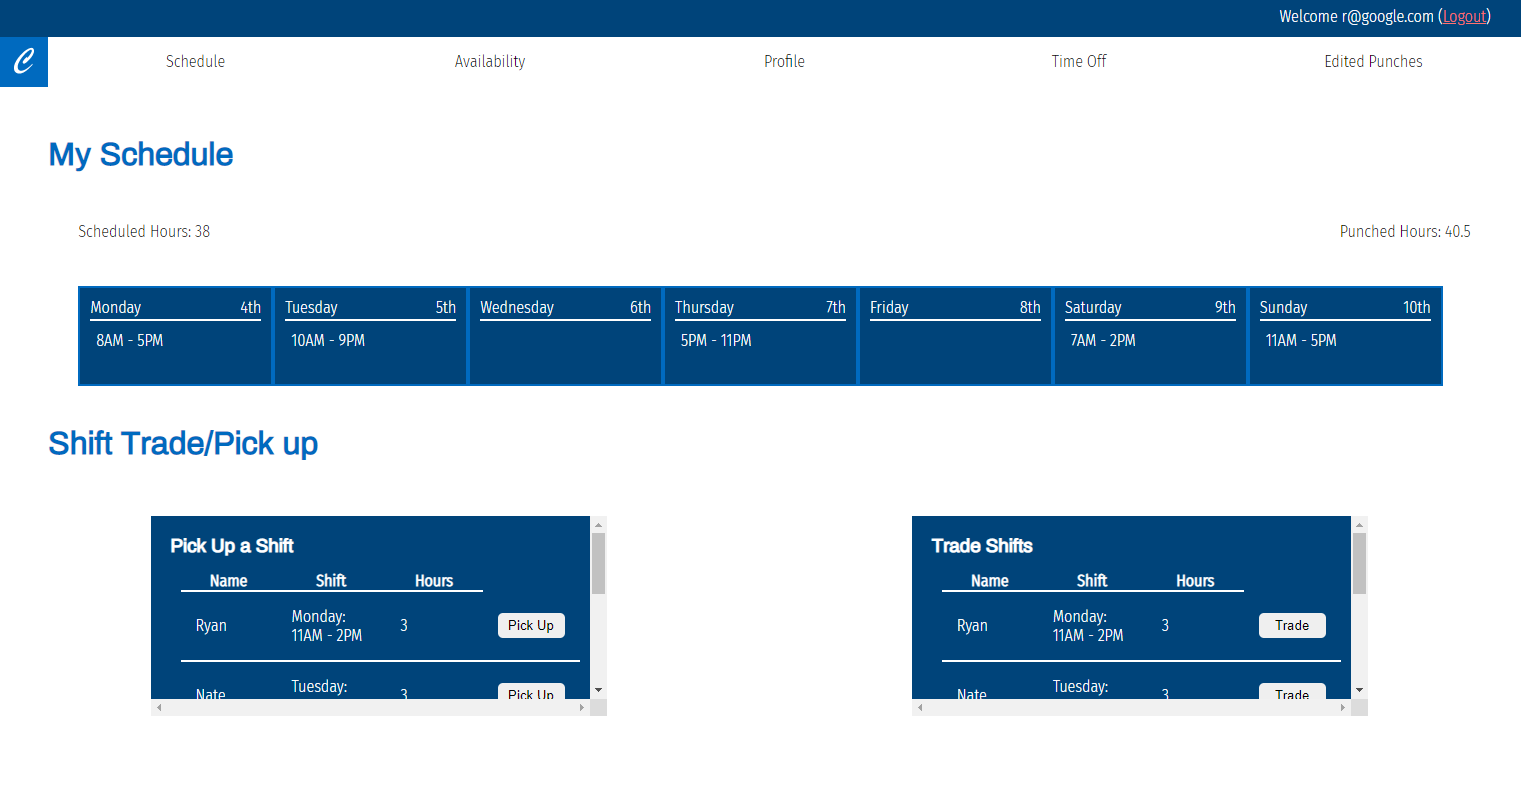 Welcome r@google.com (Logout)
C
Schedule Availability Profile Time Off Edited Punches
My Schedule
Scheduled Hours: 38 Punched Hours: 40.5
Monday 4th Tuesday 5th Wednesday 6th Thursday 7th Friday 8th Saturday 9th Sunday 10th
8AM - 5PM 10AM - 9PM 5PM - 11PM 7AM - 2PM 11AM - 5PM
Shift Trade/Pick up
Pick Up a Shift
Name Shift Hours
Ryan Monday: 3 Pick Up
11AM - 2PM
Nate Tuesday: 3 Pick Up
Trade Shifts
Name Shift Hours
Ryan Monday: 3 Trade
11AM - 2PM
Nate Tuesday: 3 Trade